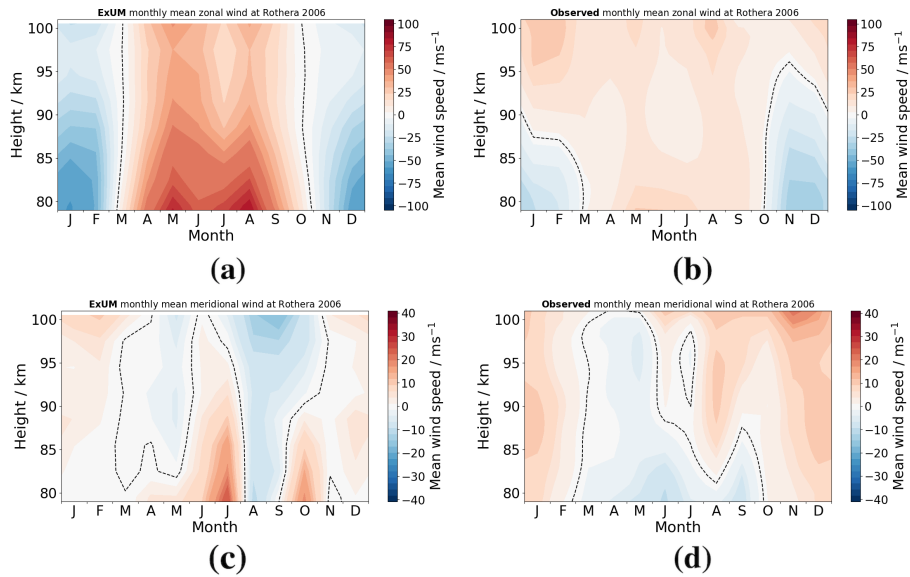 ExUM monthly mean zonal wind at Rothera 2006
Height / km
100
95
90
85
80
J F M A M J J A S O N D
Month
100
75
50
25
0
−25
−50
−75
−100
Mean wind speed / ms⁻¹
(a)
Observed monthly mean zonal wind at Rothera 2006
Height / km
100
95
90
85
80
J F M A M J J A S O N D
Month
100
75
50
25
0
−25
−50
−75
−100
Mean wind speed / ms⁻¹
(b)
ExUM monthly mean meridional wind at Rothera 2006
Height / km
100
95
90
85
80
J F M A M J J A S O N D
Month
40
30
20
10
0
−10
−20
−30
−40
Mean wind speed / ms⁻¹
(c)
Observed monthly mean meridional wind at Rothera 2006
Height / km
100
95
90
85
80
J F M A M J J A S O N D
Month
40
30
20
10
0
−10
−20
−30
−40
Mean wind speed / ms⁻¹
(d)